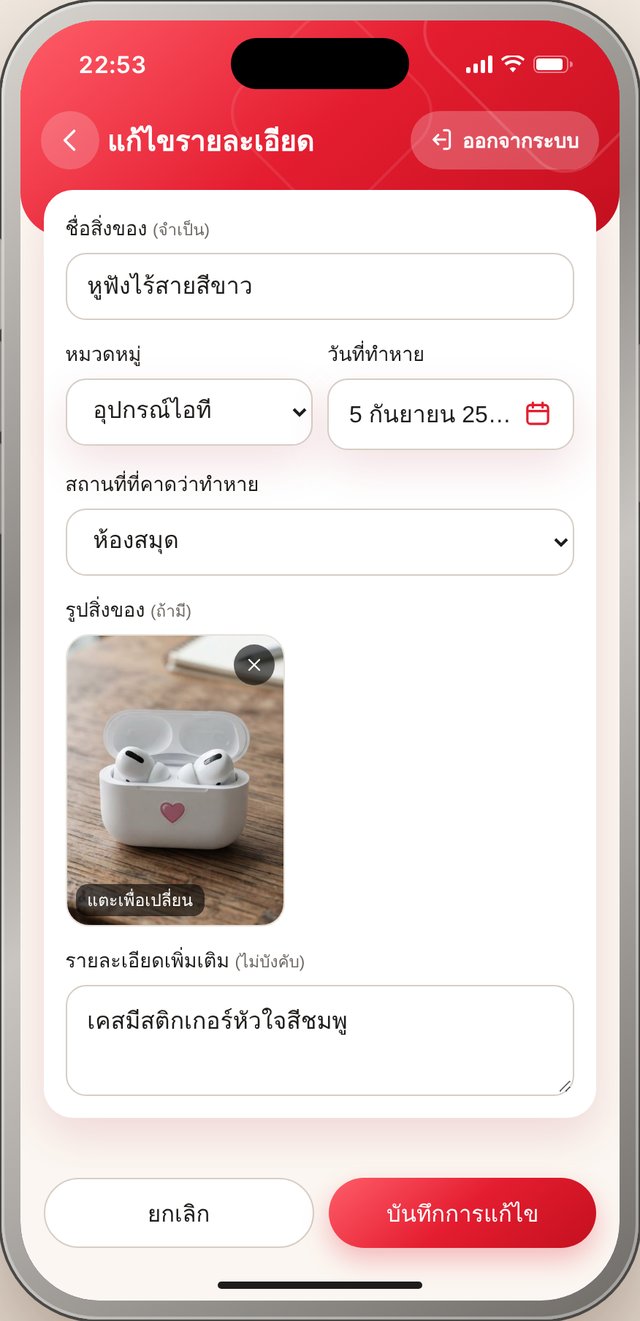 22:53
แก้ไขรายละเอียด
ออกจากระบบ
ชื่อสิ่งของ (จำเป็น)
หูฟังไร้สายสีขาว
หมวดหมู่
วันที่ทำหาย
อุปกรณ์ไอที
5 กันยายน 25...
สถานที่ที่คาดว่าทำหาย
ห้องสมุด
รูปสิ่งของ (ถ้ามี)
แตะเพื่อเปลี่ยน
รายละเอียดเพิ่มเติม (ไม่บังคับ)
เคสมีสติกเกอร์หัวใจสีชมพู
ยกเลิก
บันทึกการแก้ไข